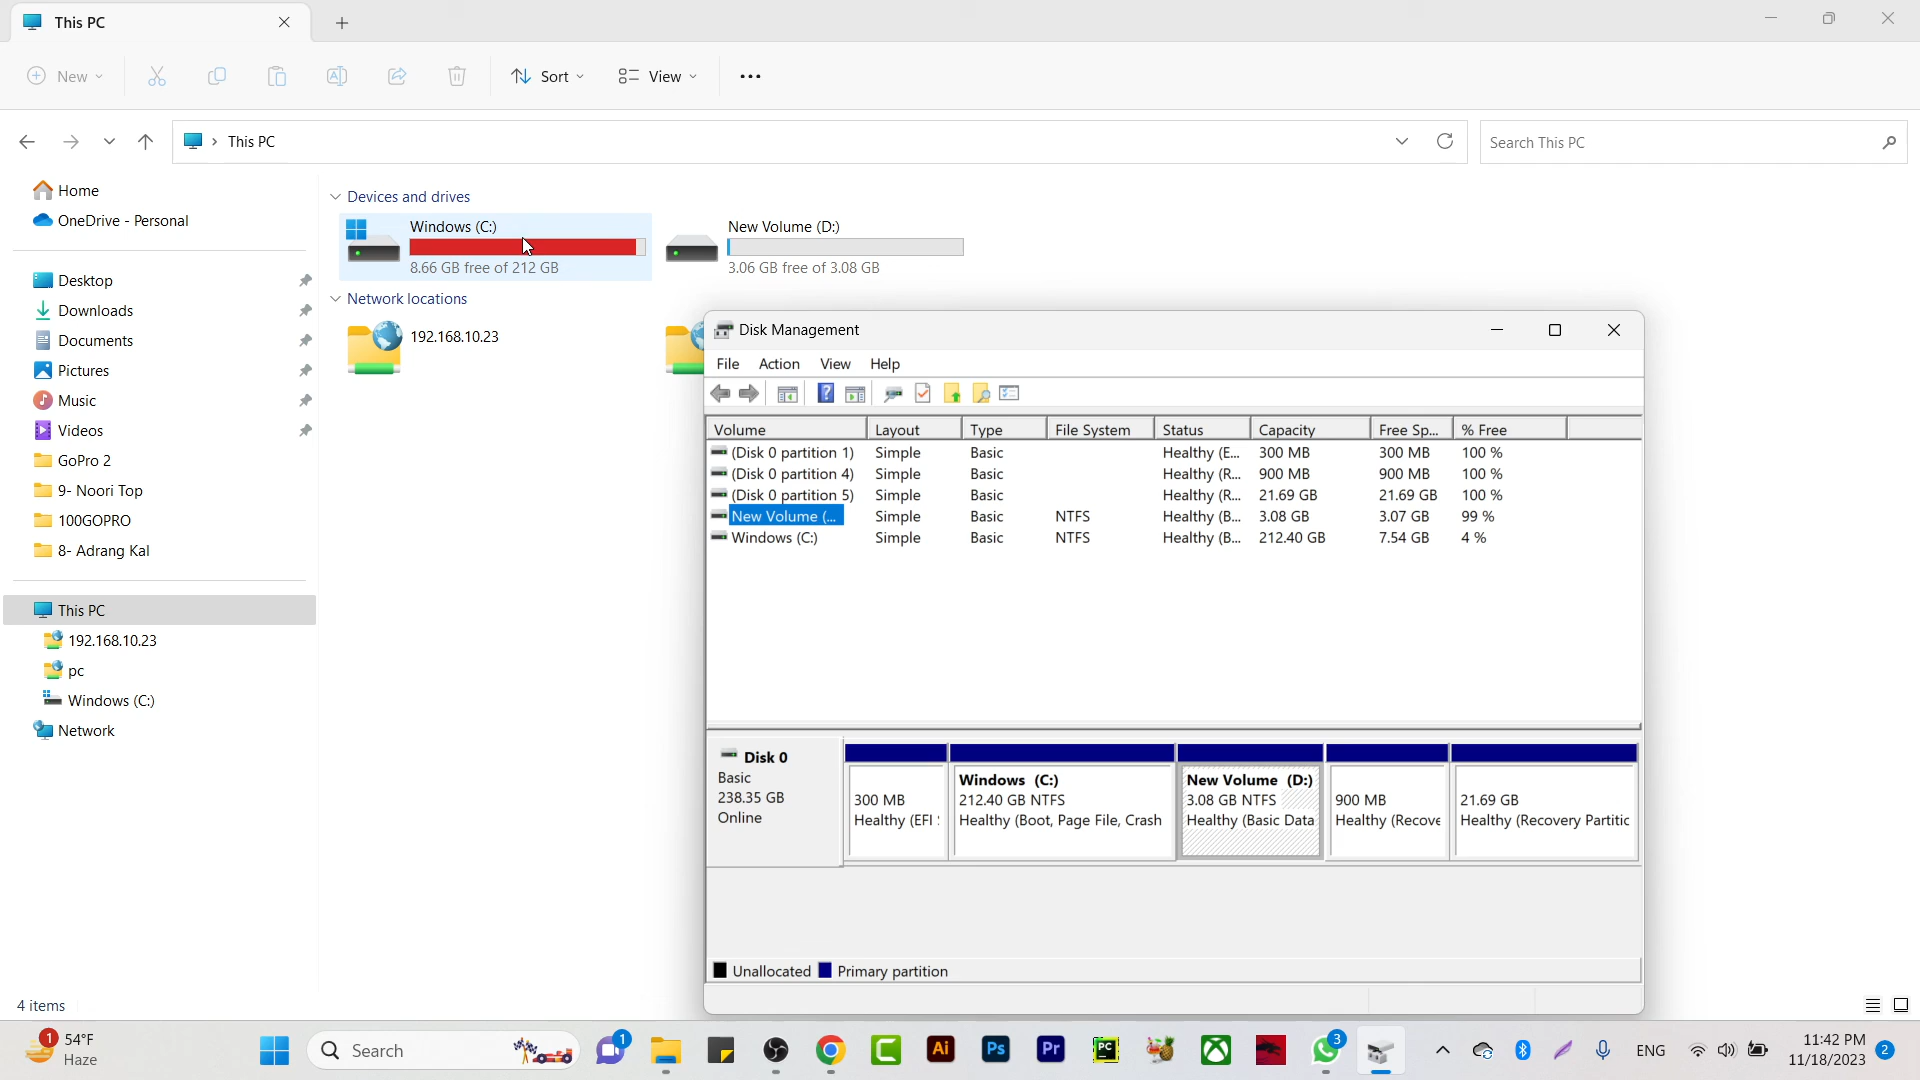 This PC
New
Sort
View
This PC
Search This PC
Home
OneDrive - Personal
Desktop
Downloads
Documents
Pictures
Music
Videos
GoPro 2
9- Noori Top
100GOPRO
8- Adrang Kal
This PC
192.168.10.23
pc
Windows (C:)
Network
4 items
Devices and drives
Windows (C:)
8.66 GB free of 212 GB
New Volume (D:)
3.06 GB free of 3.08 GB
Network locations
192.168.10.23
Disk Management
File Action View Help
Volume Layout Type File System Status Capacity Free Sp... % Free
(Disk 0 partition 1) Simple Basic Healthy (E... 300 MB 300 MB 100 %
(Disk 0 partition 4) Simple Basic Healthy (R... 900 MB 900 MB 100 %
(Disk 0 partition 5) Simple Basic Healthy (R... 21.69 GB 21.69 GB 100 %
New Volume (... Simple Basic NTFS Healthy (B... 3.08 GB 3.07 GB 99 %
Windows (C:) Simple Basic NTFS Healthy (B... 212.40 GB 7.54 GB 4 %
Disk 0
Basic
238.35 GB
Online
300 MB
Healthy (EFI
Windows (C:)
212.40 GB NTFS
Healthy (Boot, Page File, Crash
New Volume (D:)
3.08 GB NTFS
Healthy (Basic Data
900 MB
Healthy (Recove
21.69 GB
Healthy (Recovery Partitic
Unallocated Primary partition
1
54°F
Haze
Search
1
Ai
Ps
Pr
PC
3
ENG
11:42 PM
11/18/2023
2